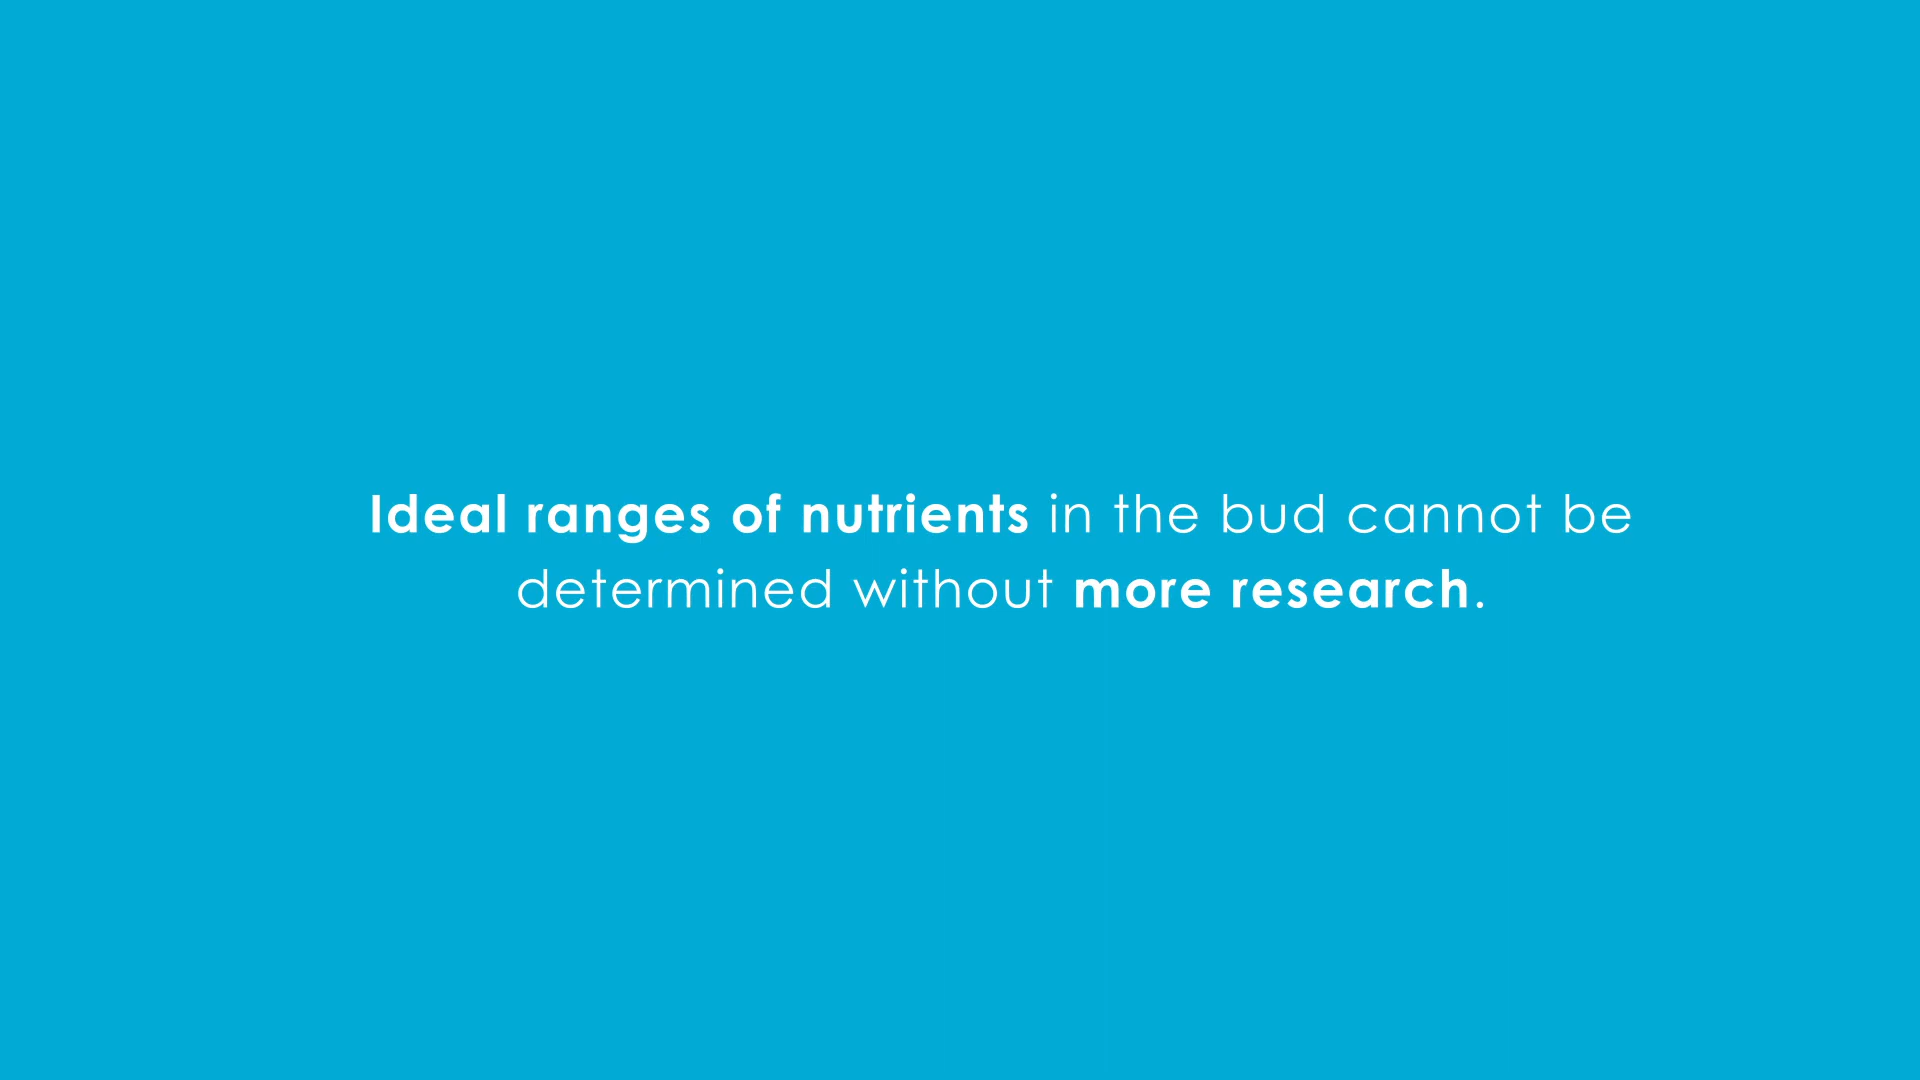 Ideal ranges of nutrients in the bud cannot be
determined without more research.